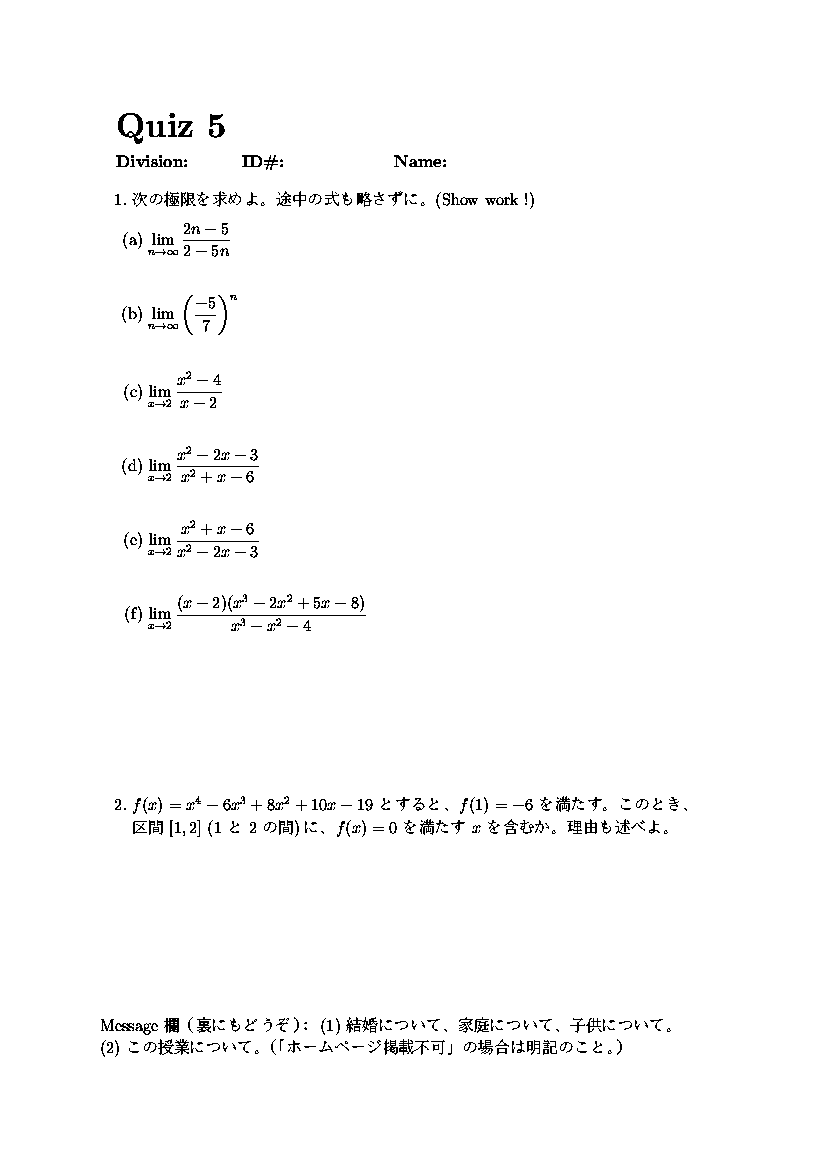 Quiz 5
Division: ID#: Name:
1. 次の極限を求めよ。途中の式も略さずに。(Show work !)
(a) $\lim_{n\to\infty} \frac{2n-5}{2-5n}$
(b) $\lim_{n\to\infty} \left(\frac{-5}{7}\right)^n$
(c) $\lim_{x\to 2} \frac{x^2-4}{x-2}$
(d) $\lim_{x\to 2} \frac{x^2-2x-3}{x^2+x-6}$
(e) $\lim_{x\to 2} \frac{x^2+x-6}{x^2-2x-3}$
(f) $\lim_{x\to 2} \frac{(x-2)(x^3-2x^2+5x-8)}{x^3-x^2-4}$
2. $f(x) = x^4 - 6x^3 + 8x^2 + 10x - 19$ とすると、$f(1) = -6$ を満たす。このとき、
区間 $[1,2]$ (1 と 2 の間) に、$f(x) = 0$ を満たす $x$ を含むか。理由も述べよ。
Message 欄（裏にもどうぞ）: (1) 結婚について、家庭について、子供について。
(2) この授業について。（「ホームページ掲載不可」の場合は明記のこと。）